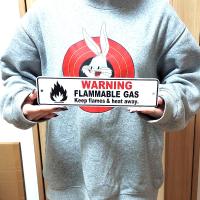 WARNING
FLAMMABLE GAS
Keep flames & heat away.